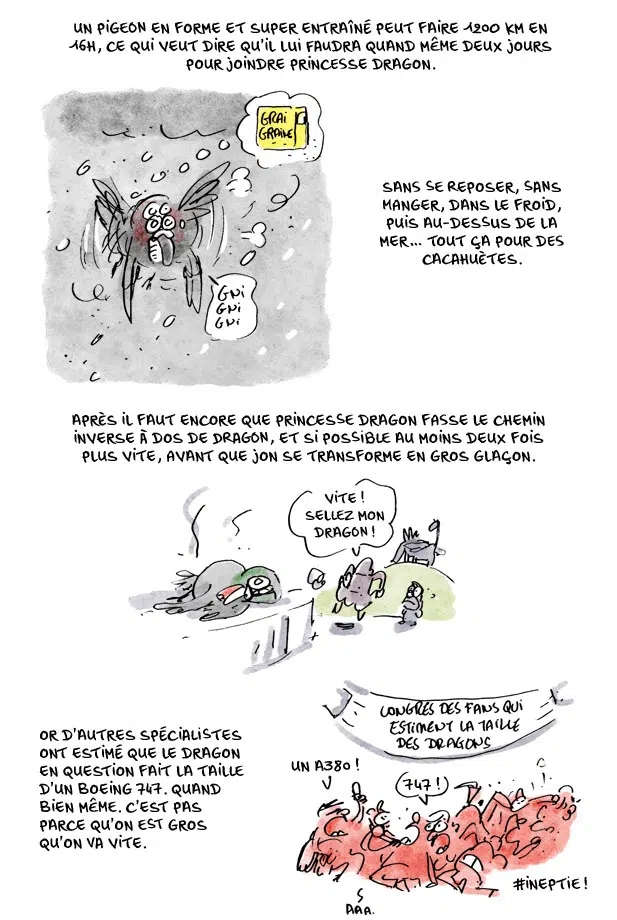 UN PIGEON EN FORME ET SUPER ENTRAÎNÉ PEUT FAIRE 1200 KM EN
16H, CE QUI VEUT DIRE QU'IL LUI FAUDRA QUAND MÊME DEUX JOURS
POUR JOINDRE PRINCESSE DRAGON.
GRAI
GRAINE
SANS SE REPOSER, SANS
MANGER, DANS LE FROID,
PUIS AU-DESSUS DE LA
MER... TOUT ÇA POUR DES
CACAHUÈTES.
GNI
GNI
GNI
APRÈS IL FAUT ENCORE QUE PRINCESSE DRAGON FASSE LE CHEMIN
INVERSE À DOS DE DRAGON, ET SI POSSIBLE AU MOINS DEUX FOIS
PLUS VITE, AVANT QUE JON SE TRANSFORME EN GROS GLAÇON.
VITE !
SELLEZ MON
DRAGON !
CONGRÈS DES FANS QUI
ESTIMENT LA TAILLE
DES DRAGONS
OR D'AUTRES SPÉCIALISTES
ONT ESTIMÉ QUE LE DRAGON
EN QUESTION FAIT LA TAILLE
D'UN BOEING 747. QUAND
BIEN MÊME. C'EST PAS
PARCE QU'ON EST GROS
QU'ON VA VITE.
UN A380 !
747 !
#INEPTIE !
AAA.